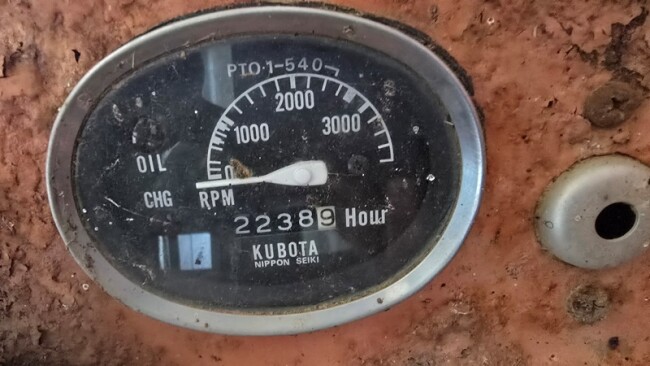 PTO·1-540
2000
1000 3000
OIL 0
CHG RPM
22389 Hour
KUBOTA
NIPPON SEIKI